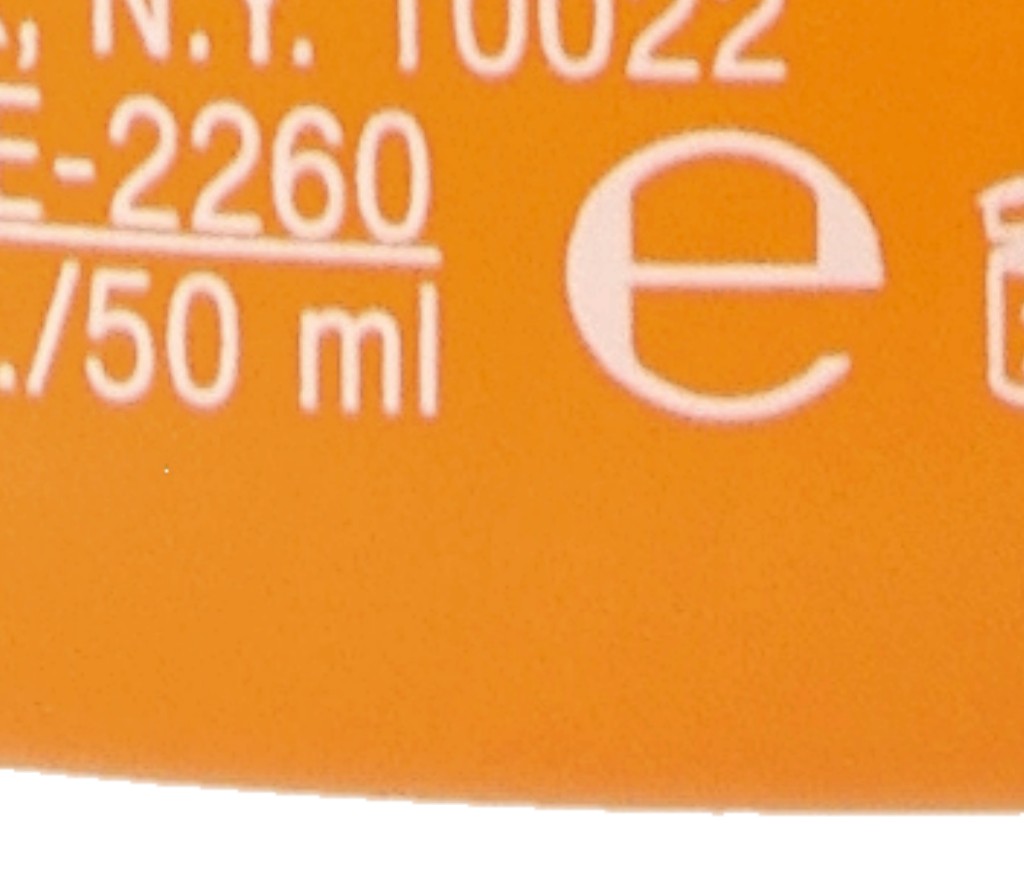 , N.Y. 10022
E-2260
./50 ml ℮